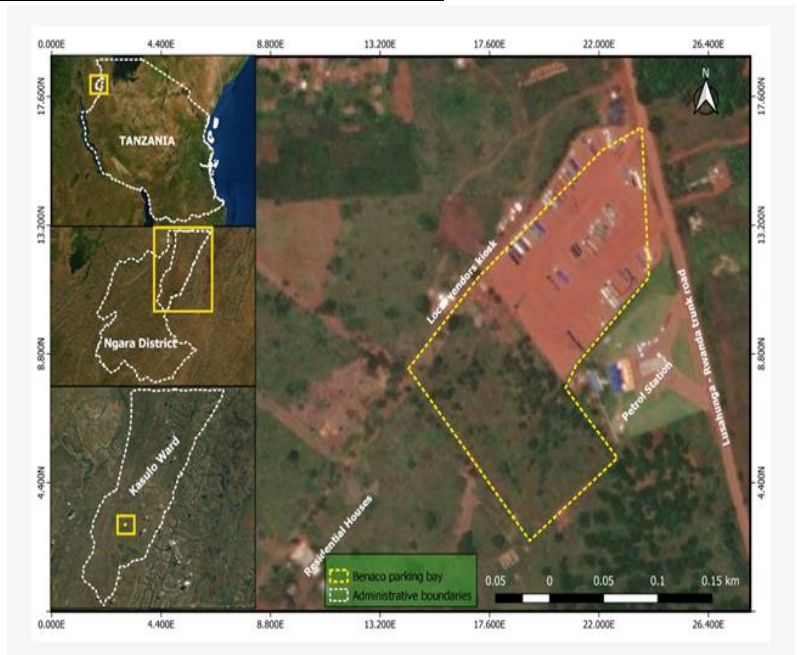 0.000E 4.400E 8.800E 13.200E 17.600E 22.000E 26.400E
17.600N
13.200N
8.800N
4.400N
TANZANIA
Ngara District
Kasulo Ward
N
17.600N
13.200N
8.800N
4.400N
Local vendors kiosk
Lusahunga - Rwanda trunk road
Petrol Station
Residential Houses
Benaco parking bay
Administrative boundaries
0.05 0 0.05 0.1 0.15 km
0.000E 4.400E 8.800E 13.200E 17.600E 22.000E 26.400E